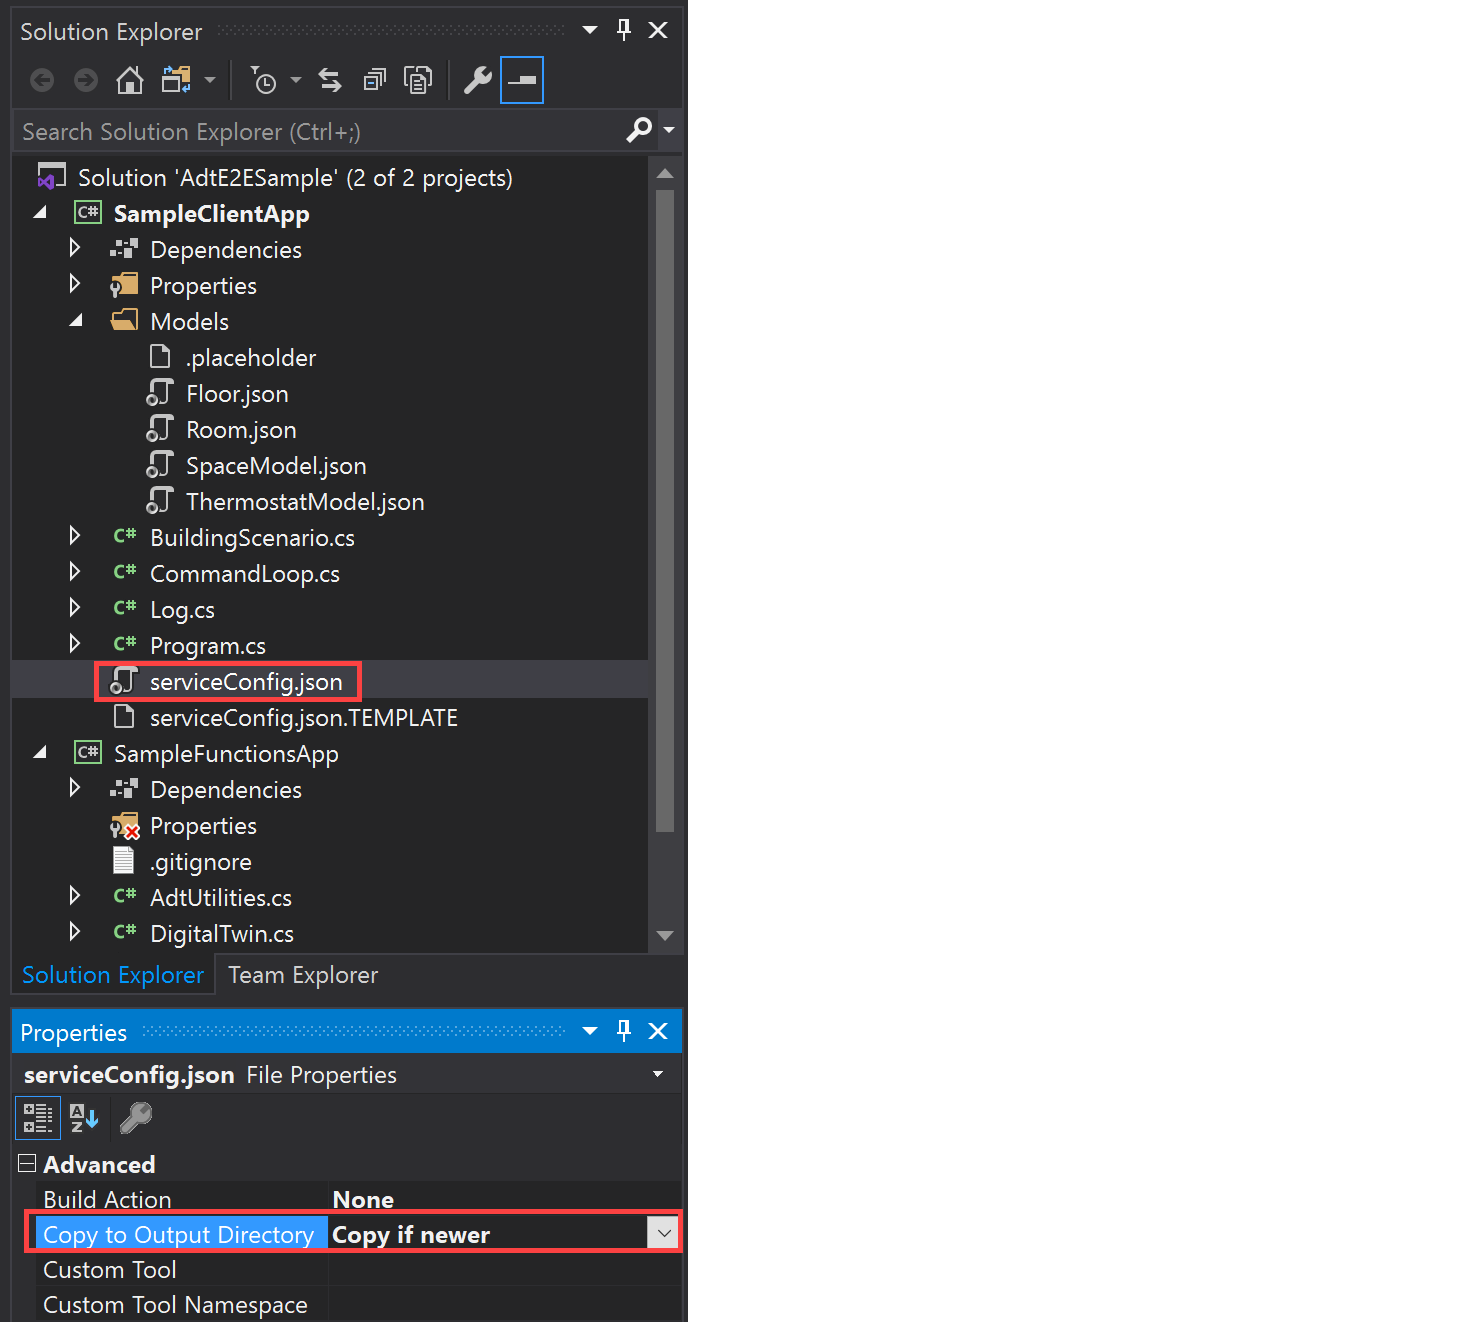 Solution Explorer
Search Solution Explorer (Ctrl+;)
Solution 'AdtE2ESample' (2 of 2 projects)
C# SampleClientApp
Dependencies
Properties
Models
.placeholder
Floor.json
Room.json
SpaceModel.json
ThermostatModel.json
C# BuildingScenario.cs
C# CommandLoop.cs
C# Log.cs
C# Program.cs
serviceConfig.json
serviceConfig.json.TEMPLATE
C# SampleFunctionsApp
Dependencies
Properties
.gitignore
C# AdtUtilities.cs
C# DigitalTwin.cs
Solution Explorer Team Explorer
Properties
serviceConfig.json File Properties
A Z
Advanced
Build Action None
Copy to Output Directory Copy if newer
Custom Tool
Custom Tool Namespace